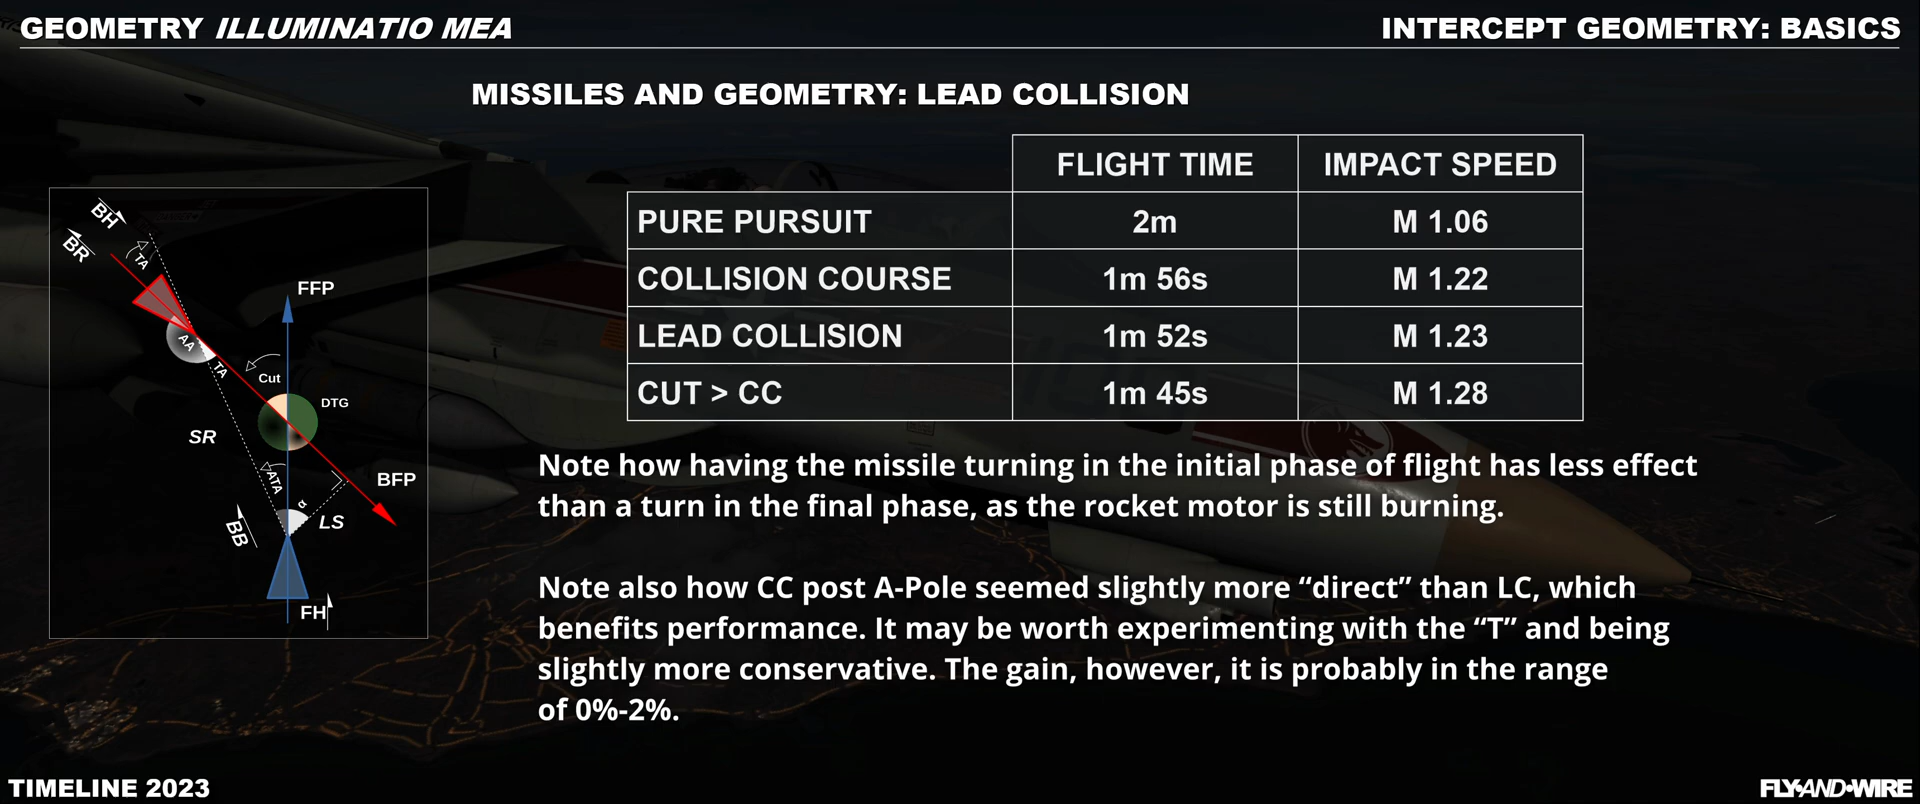 GEOMETRY ILLUMINATIO MEA
INTERCEPT GEOMETRY: BASICS
MISSILES AND GEOMETRY: LEAD COLLISION
FLIGHT TIME IMPACT SPEED
PURE PURSUIT 2m M 1.06
COLLISION COURSE 1m 56s M 1.22
LEAD COLLISION 1m 52s M 1.23
CUT > CC 1m 45s M 1.28
BH
BR
TA
FFP
AA
TA
Cut
DTG
SR
ATA
BFP
α
LS
BB
FH
Note how having the missile turning in the initial phase of flight has less effect
than a turn in the final phase, as the rocket motor is still burning.
Note also how CC post A-Pole seemed slightly more “direct” than LC, which
benefits performance. It may be worth experimenting with the “T” and being
slightly more conservative. The gain, however, it is probably in the range
of 0%-2%.
TIMELINE 2023
FLY•AND•WIRE